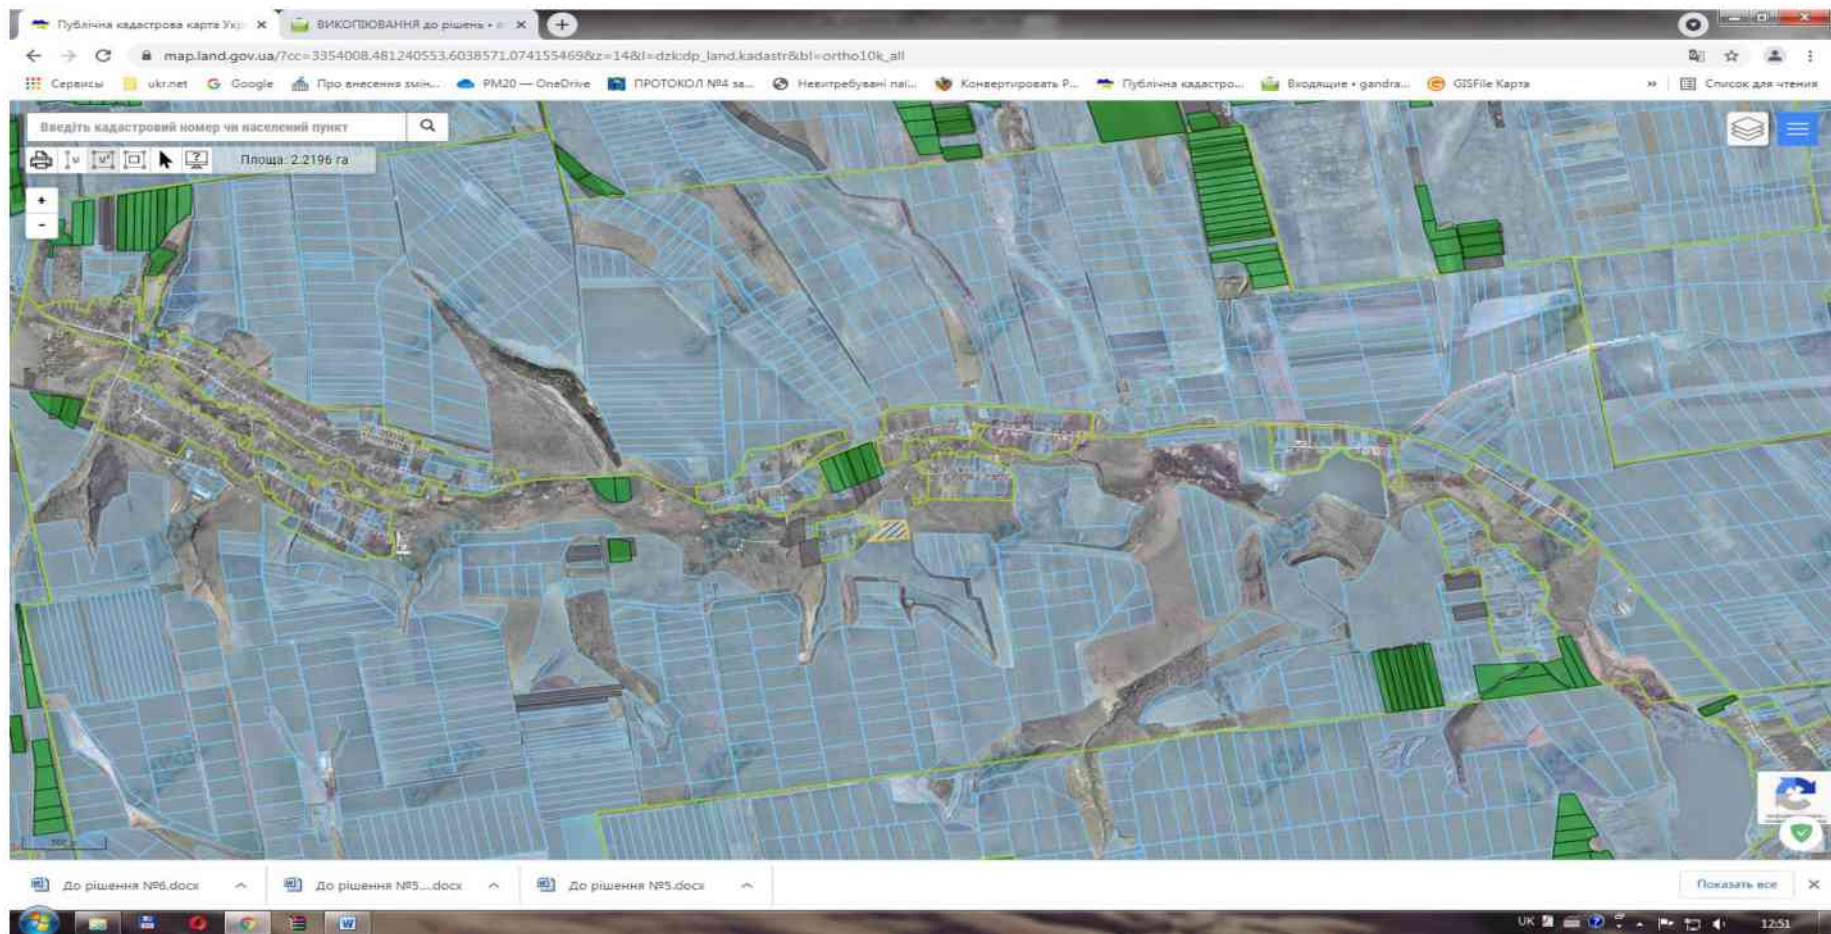 Публічна кадастрова карта Укр
ВИКОПІЮВАННЯ до рішень •
map.land.gov.ua/?cc=3354008.481240553,6038571.074155469&z=14&l=dzk:dp_land,kadastr&bl=ortho10k_all
Сервисы
ukr.net
Google
Про внесення змін...
PM20 — OneDrive
ПРОТОКОЛ №4 за...
Невитребувані паї...
Конвертировать P...
Публічна кадастро...
Входящие • gandra...
GISFile Карта
»
Список для чтения
Введіть кадастровий номер чи населений пункт
Площа: 2.2196 га
+
-
До рішення №6.docx
До рішення №5....docx
До рішення №5.docx
Показать все
UK
12:51